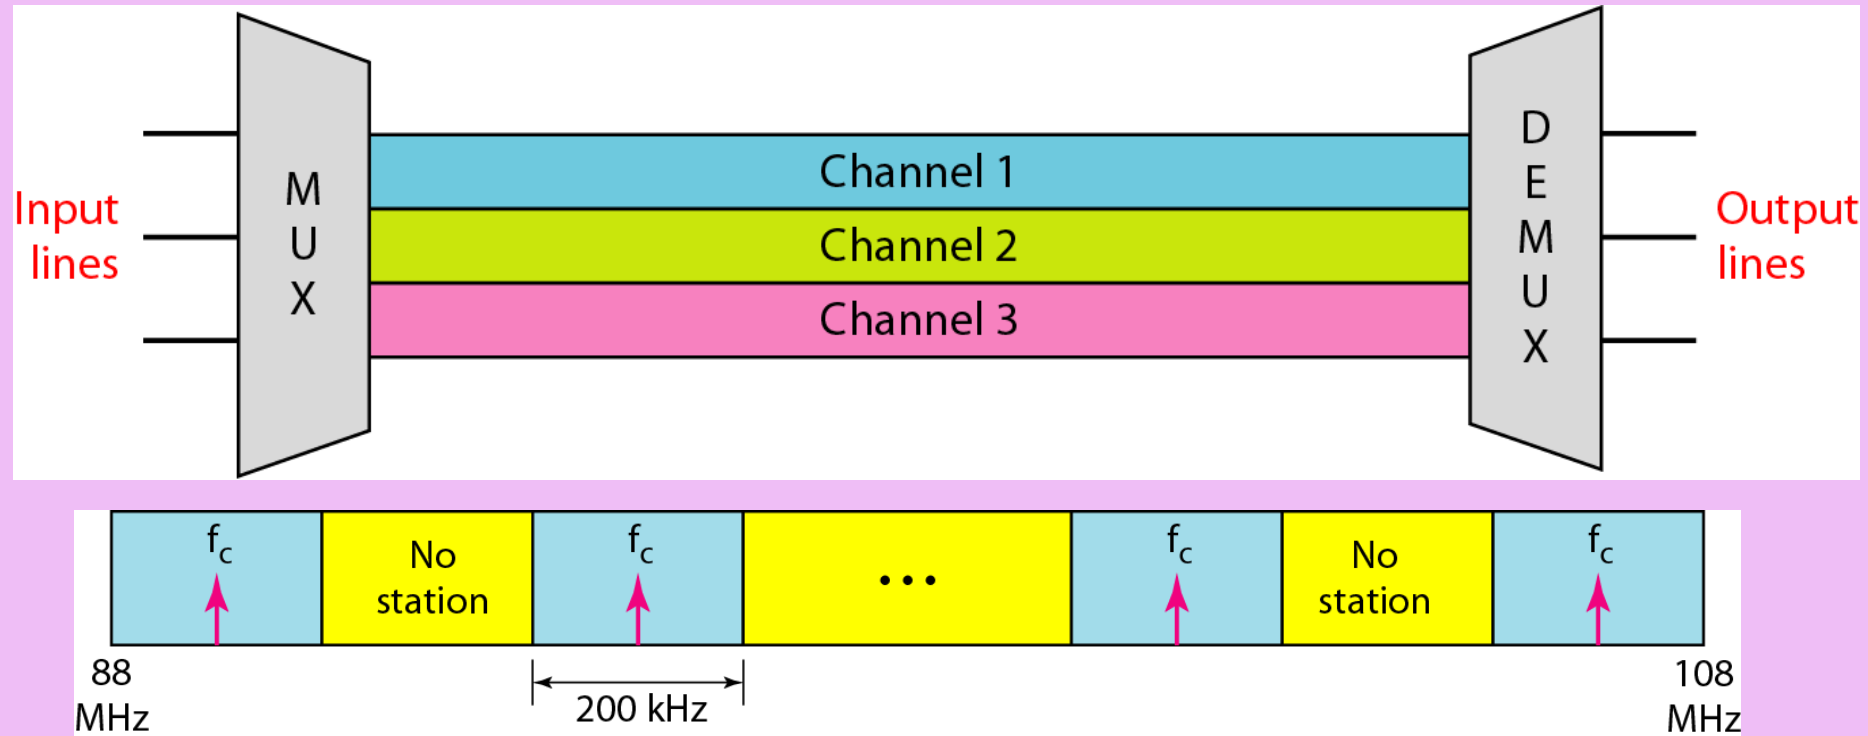 Input
lines
M
U
X
Channel 1
Channel 2
Channel 3
D
E
M
U
X
Output
lines
fc
No
station
fc
...
fc
No
station
fc
88
MHz
200 kHz
108
MHz